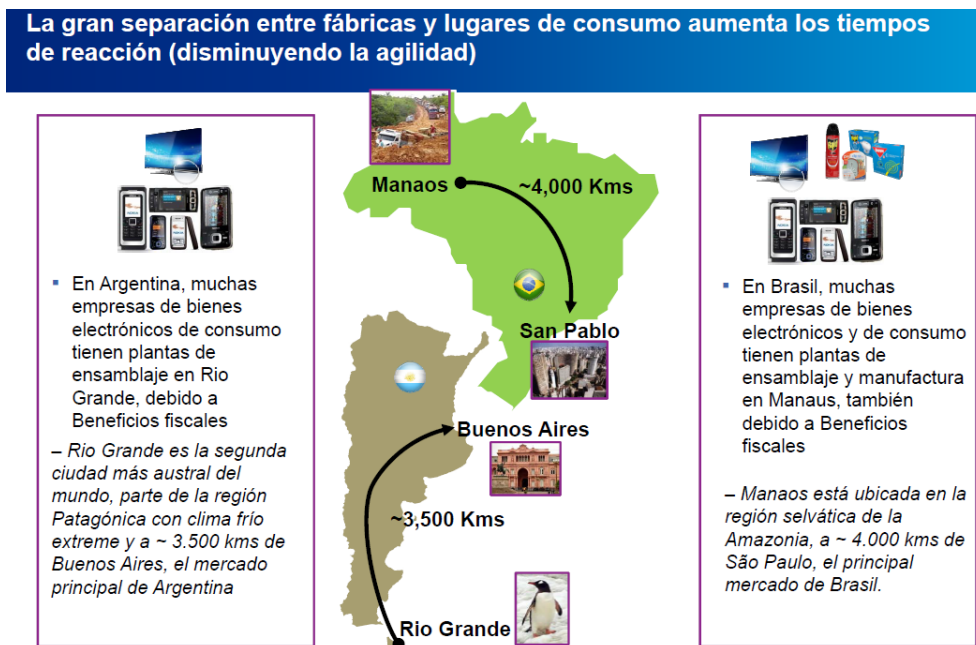 La gran separación entre fábricas y lugares de consumo aumenta los tiempos
de reacción (disminuyendo la agilidad)
En Argentina, muchas
empresas de bienes
electrónicos de consumo
tienen plantas de
ensamblaje en Rio
Grande, debido a
Beneficios fiscales
– Rio Grande es la segunda
ciudad más austral del
mundo, parte de la región
Patagónica con clima frío
extreme y a ~ 3.500 kms de
Buenos Aires, el mercado
principal de Argentina
Manaos
~4,000 Kms
San Pablo
Buenos Aires
~3,500 Kms
Rio Grande
En Brasil, muchas
empresas de bienes
electrónicos y de consumo
tienen plantas de
ensamblaje y manufactura
en Manaus, también
debido a Beneficios
fiscales
– Manaos está ubicada en la
región selvática de la
Amazonia, a ~ 4.000 kms de
São Paulo, el principal
mercado de Brasil.